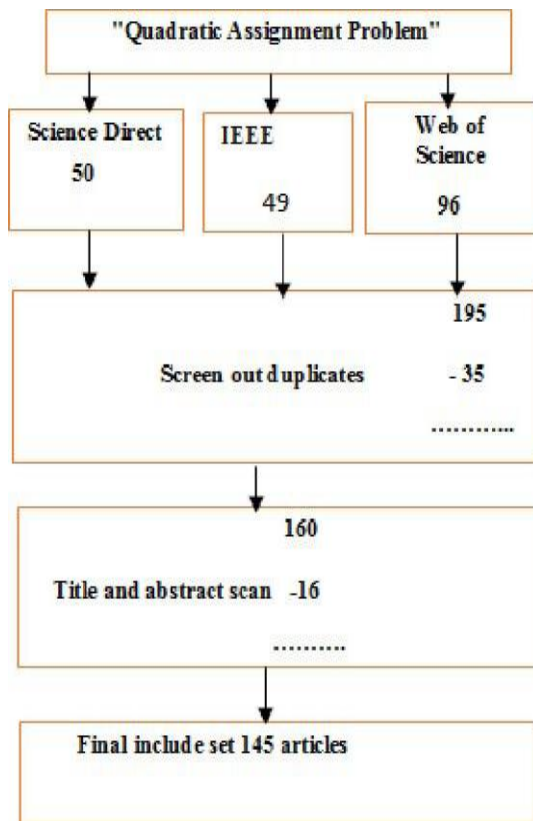 "Quadratic Assignment Problem"
Science Direct
50
IEEE
49
Web of
Science
96
195
Screen out duplicates - 35
............
160
Title and abstract scan -16
..........
Final include set 145 articles